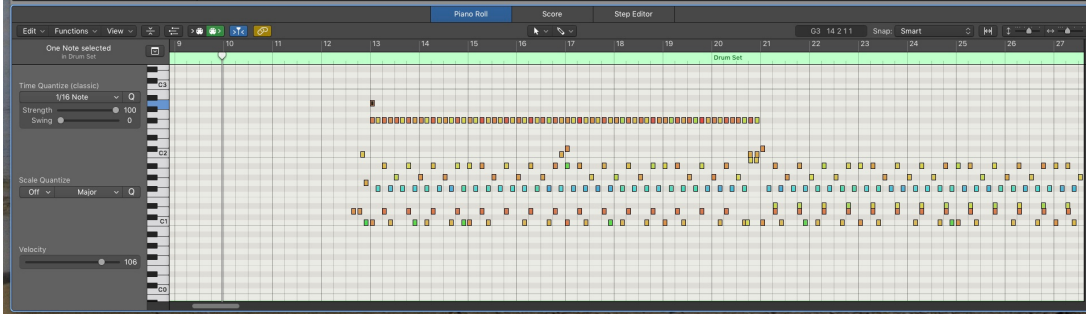 Piano Roll Score Step Editor
Edit Functions View G3 14 2 1 1 Snap: Smart
One Note selected
in Drum Set
9 10 11 12 13 14 15 16 17 18 19 20 21 22 23 24 25 26 27
Drum Set
Time Quantize (classic)
1/16 Note Q
Strength 100
Swing 0
C3
C2
Scale Quantize
Off Major Q
C1
Velocity
106
C0